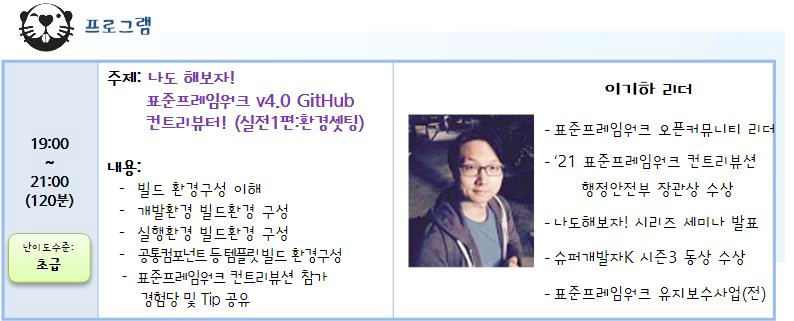 프로그램
19:00
~
21:00
(120분)
난이도수준:
초급
주제: 나도 해보자!
표준프레임워크 v4.0 GitHub
컨트리뷰터! (실전1편:환경셋팅)
내용:
- 빌드 환경구성 이해
- 개발환경 빌드환경 구성
- 실행환경 빌드환경 구성
- 공통컴포넌트 등 템플릿 빌드 환경구성
- 표준프레임워크 컨트리뷰션 참가
경험당 및 Tip 공유
이기하 리더
- 표준프레임워크 오픈커뮤니티 리더
- ‘21 표준프레임워크 컨트리뷰션
행정안전부 장관상 수상
- 나도해보자! 시리즈 세미나 발표
- 슈퍼개발자K 시즌3 동상 수상
- 표준프레임워크 유지보수사업(전)